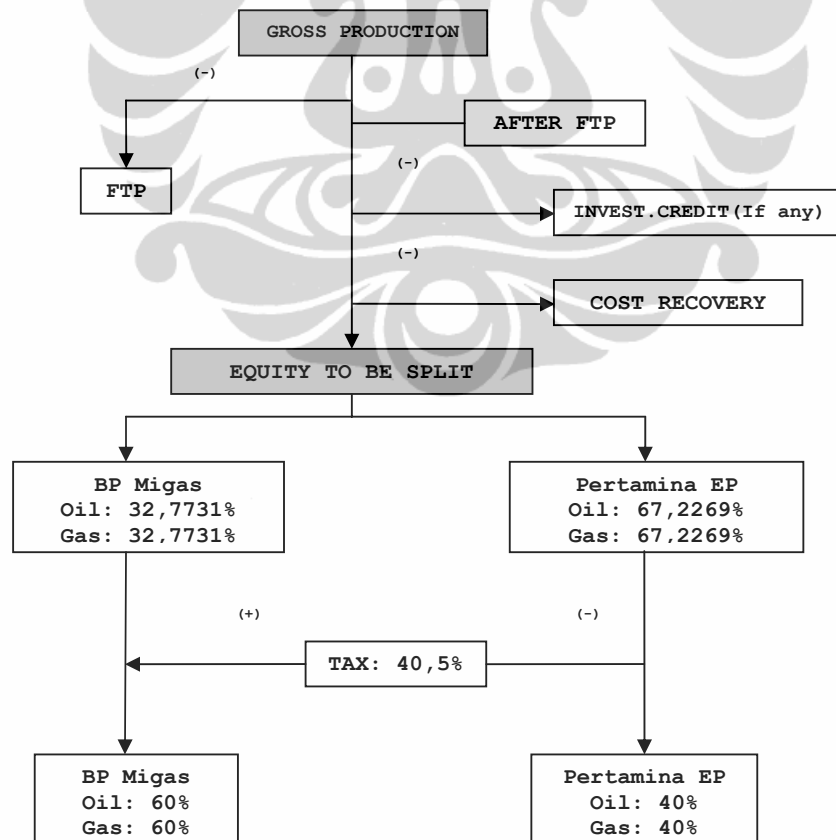 GROSS PRODUCTION
(-)
AFTER FTP
(-)
FTP
INVEST.CREDIT(If any)
(-)
COST RECOVERY
EQUITY TO BE SPLIT
BP Migas
Oil: 32,7731%
Gas: 32,7731%
Pertamina EP
Oil: 67,2269%
Gas: 67,2269%
(+)
(-)
TAX: 40,5%
BP Migas
Oil: 60%
Gas: 60%
Pertamina EP
Oil: 40%
Gas: 40%